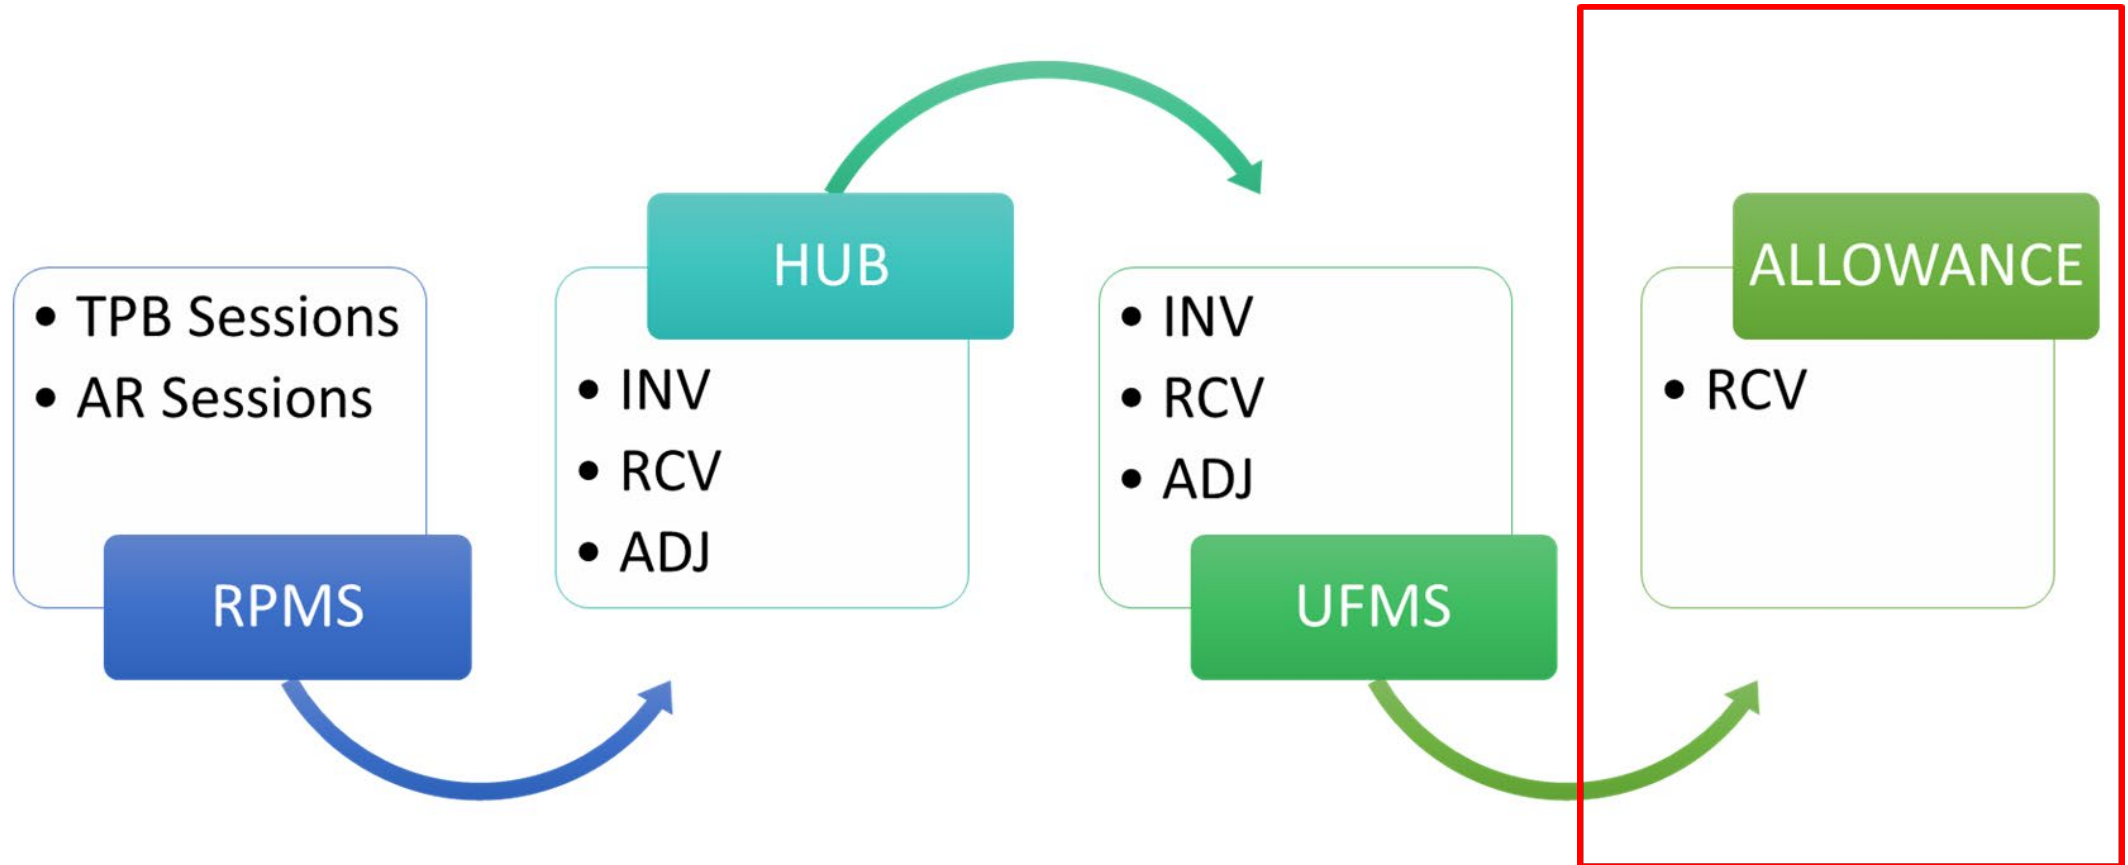 • TPB Sessions
• AR Sessions
RPMS
HUB
• INV
• RCV
• ADJ
• INV
• RCV
• ADJ
UFMS
ALLOWANCE
• RCV